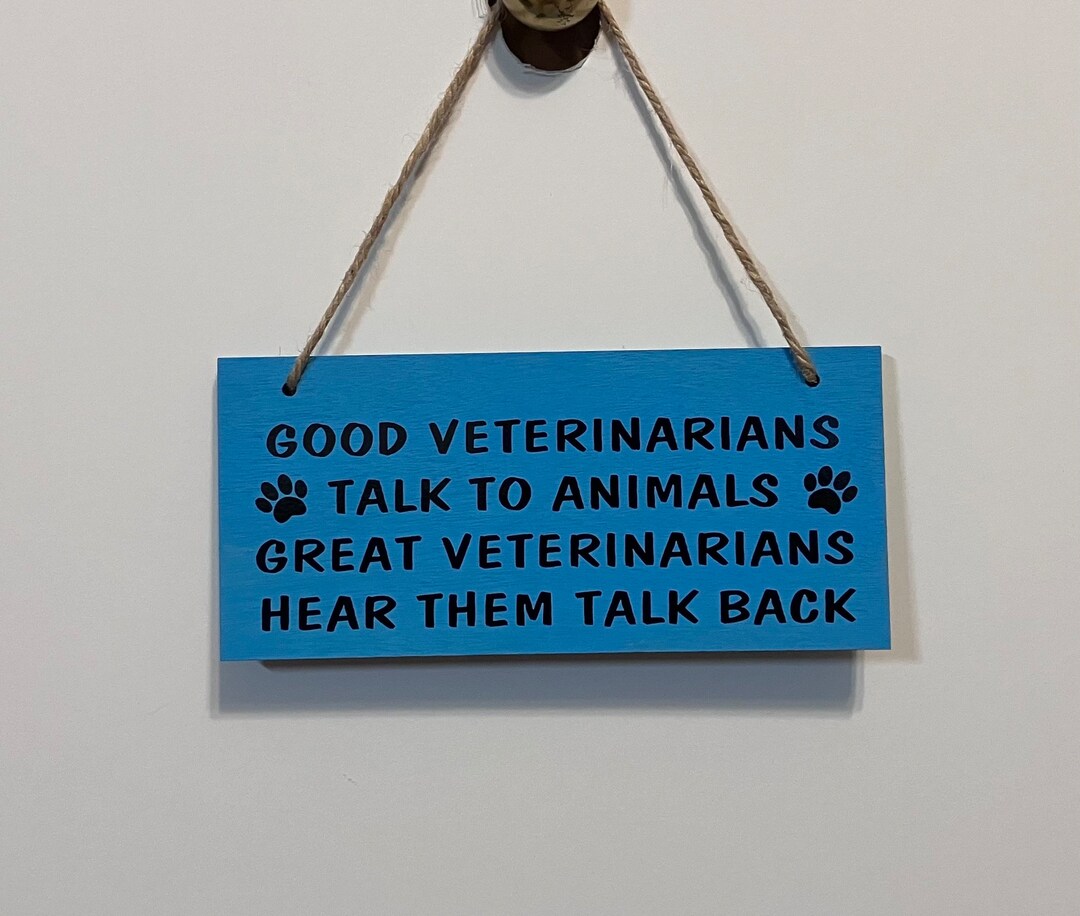 GOOD VETERINARIANS
TALK TO ANIMALS
GREAT VETERINARIANS
HEAR THEM TALK BACK